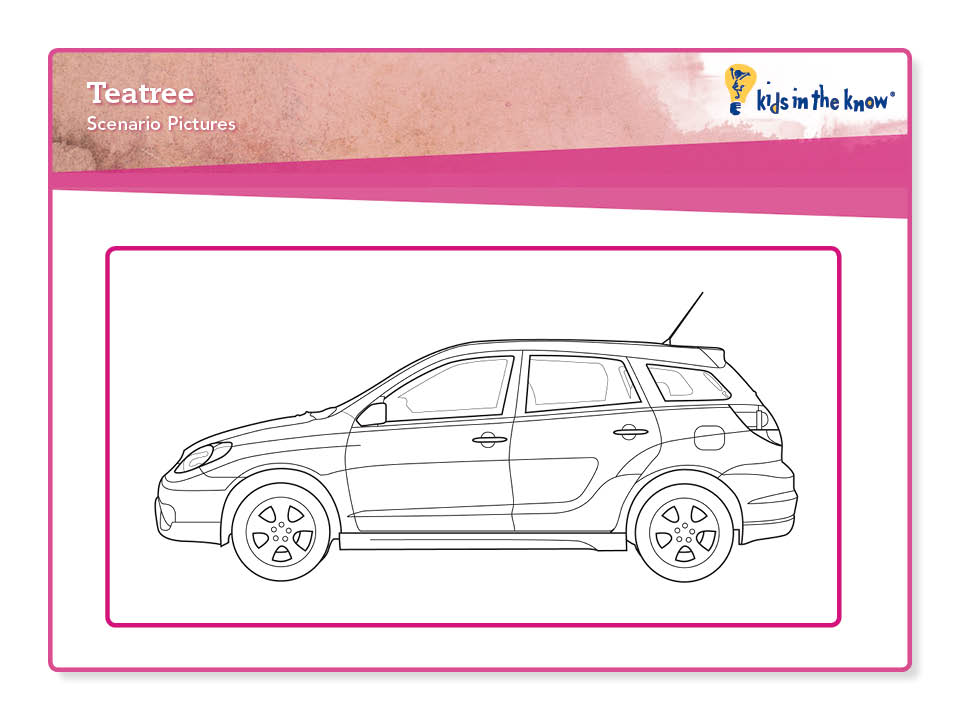 Teatree
Scenario Pictures
kids in the know®